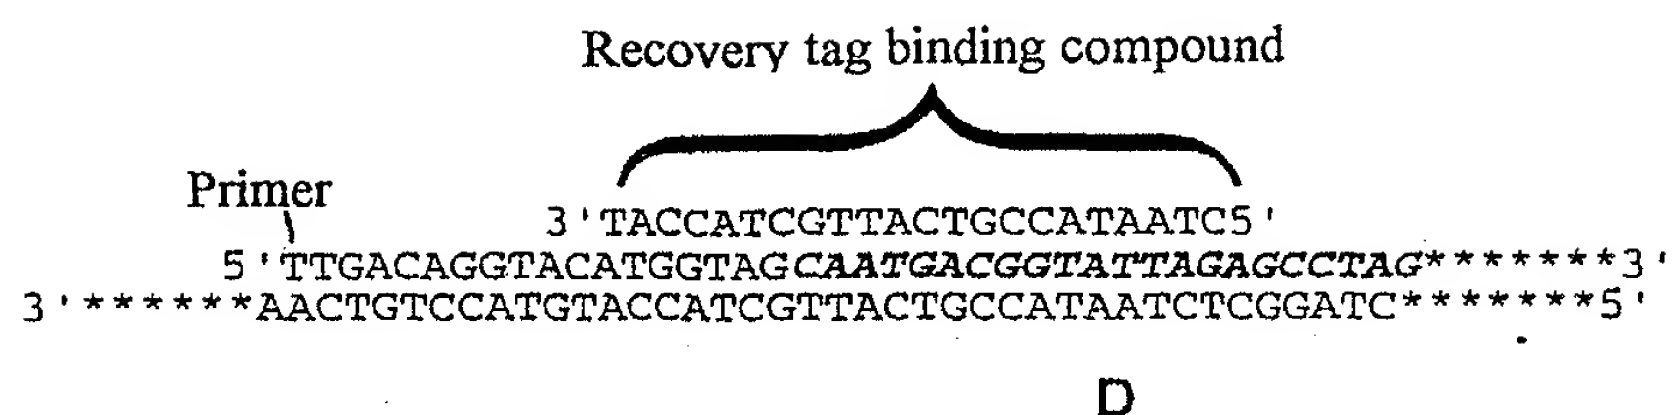 Recovery tag binding compound
Primer
3'TACCATCGTTACTGCCATAATC5'
5'TTGACAGGTACATGGTAGCAATGACGGTATTAGAGCCTAG*******3'
3'******AACTGTCCATGTACCATCGTTACTGCCATAATCTCGGATC*******5'
D